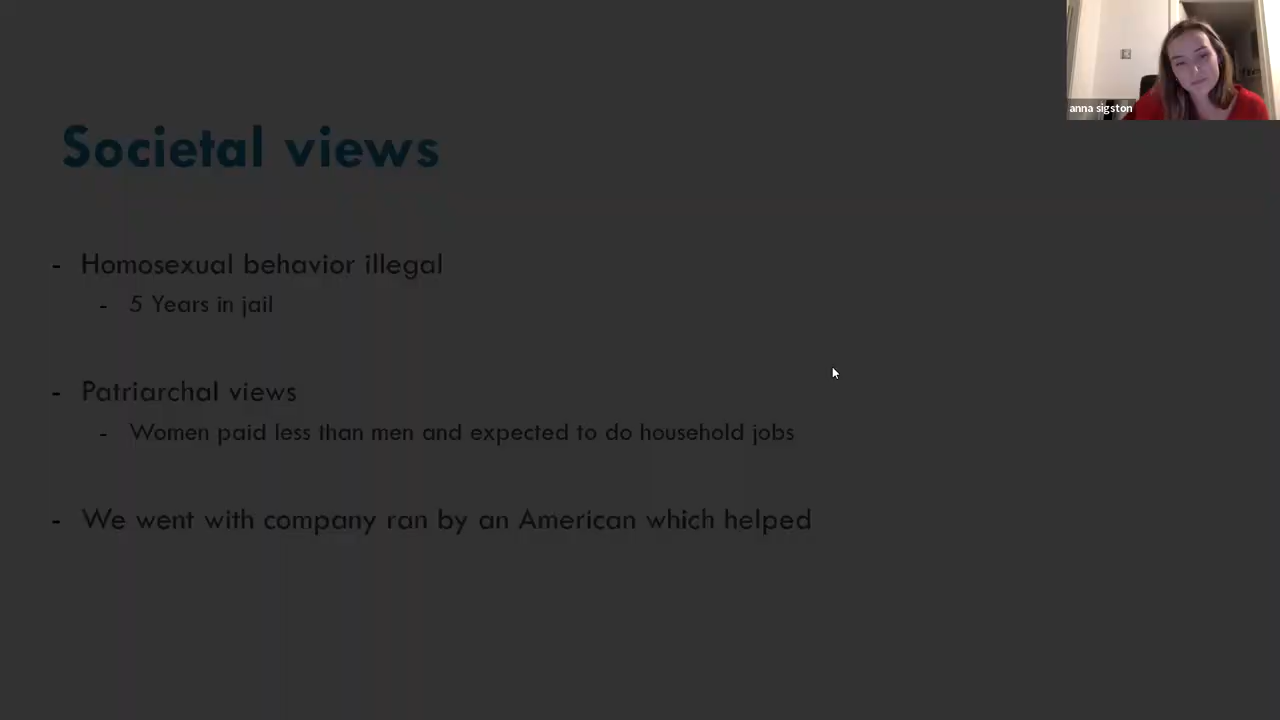 anna sigston
Societal views
- Homosexual behavior illegal
- 5 Years in jail
- Patriarchal views
- Women paid less than men and expected to do household jobs
- We went with company ran by an American which helped